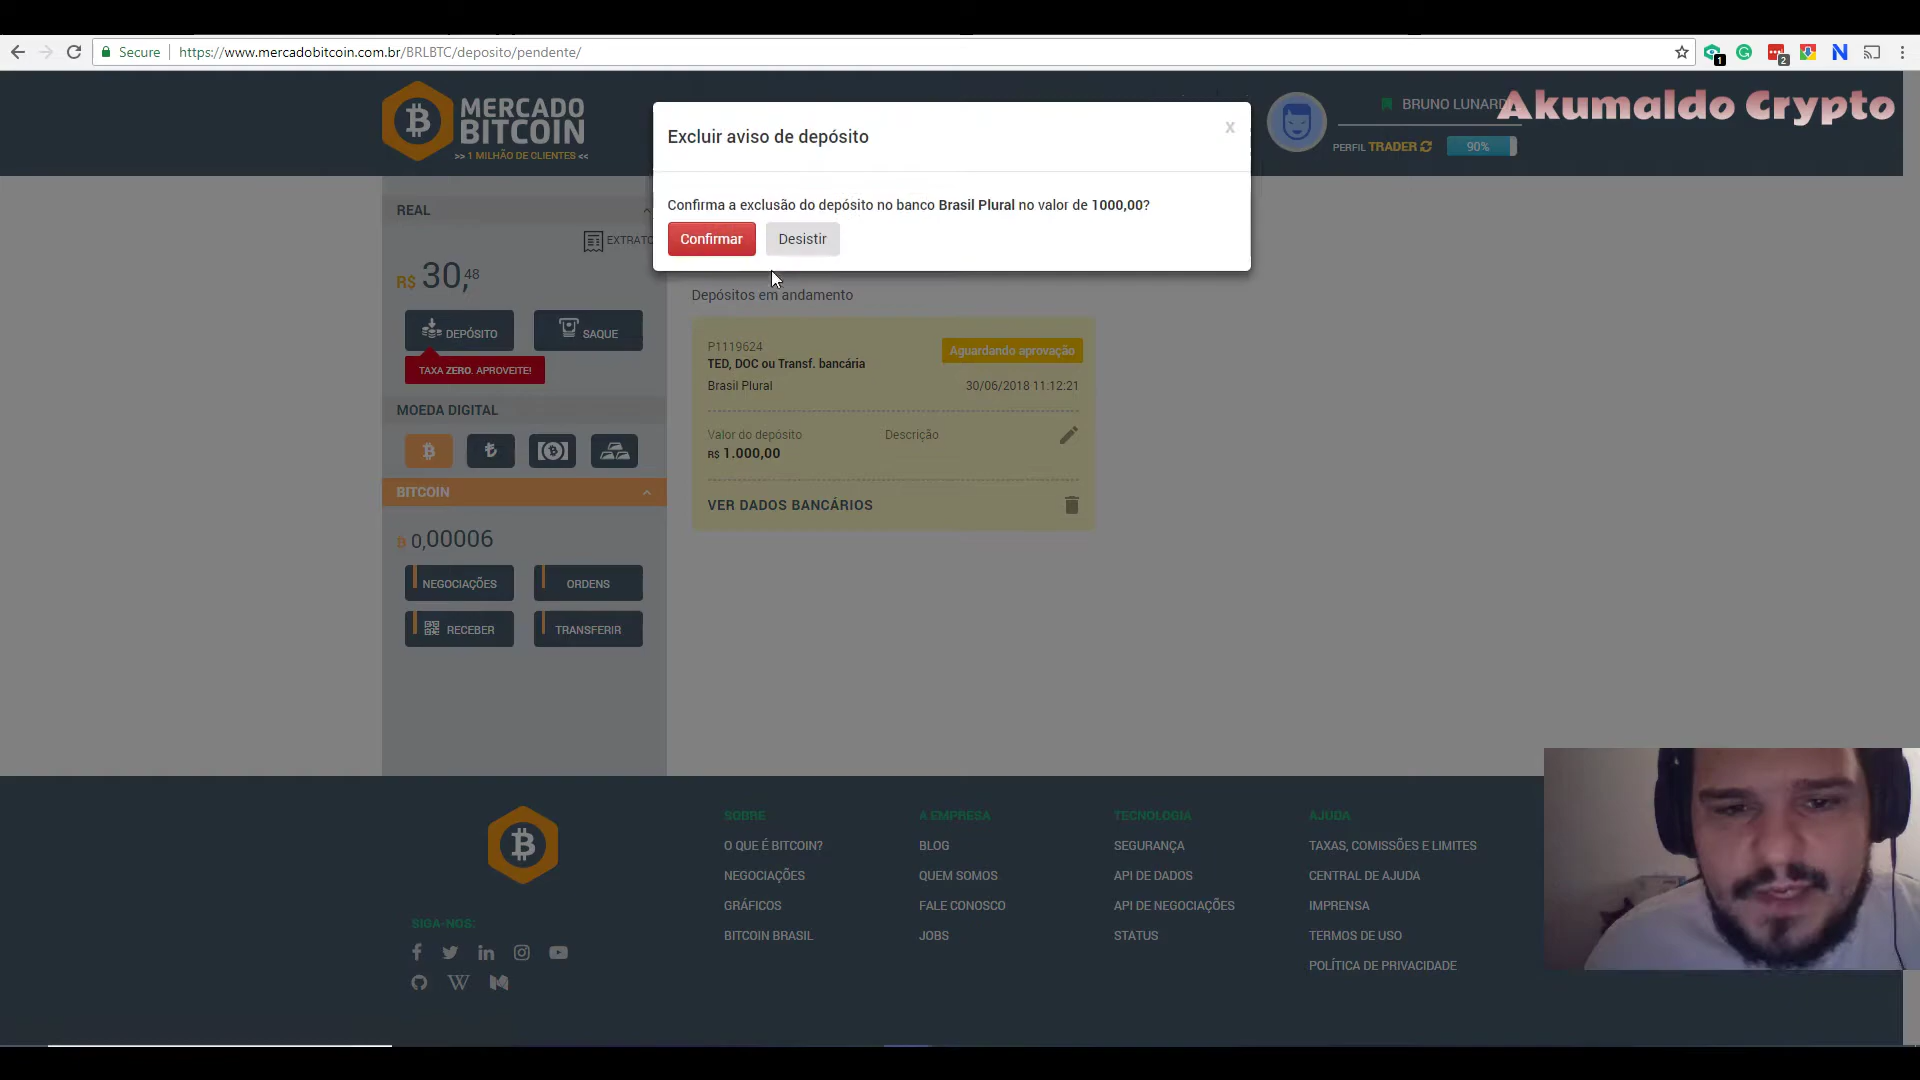 Secure
https://www.mercadobitcoin.com.br/BRLBTC/deposito/pendente/
1
2
MERCADO
BITCOIN
>> 1 MILHÃO DE CLIENTES <<
Excluir aviso de depósito
x
BRUNO LUNARD
Akumaldo Crypto
PERFIL TRADER
90%
Confirma a exclusão do depósito no banco Brasil Plural no valor de 1000,00?
Confirmar
Desistir
REAL
EXTRATO
R$ 30,48
DEPÓSITO
SAQUE
TAXA ZERO. APROVEITE!
MOEDA DIGITAL
BITCOIN
0,00006
NEGOCIAÇÕES
ORDENS
RECEBER
TRANSFERIR
Depósitos em andamento
P1119624
Aguardando aprovação
TED, DOC ou Transf. bancária
Brasil Plural
30/06/2018 11:12:21
Valor do depósito
Descrição
R$ 1.000,00
VER DADOS BANCÁRIOS
SIGA-NOS:
SOBRE
O QUE É BITCOIN?
NEGOCIAÇÕES
GRÁFICOS
BITCOIN BRASIL
A EMPRESA
BLOG
QUEM SOMOS
FALE CONOSCO
JOBS
TECNOLOGIA
SEGURANÇA
API DE DADOS
API DE NEGOCIAÇÕES
STATUS
AJUDA
TAXAS, COMISSÕES E LIMITES
CENTRAL DE AJUDA
IMPRENSA
TERMOS DE USO
POLÍTICA DE PRIVACIDADE